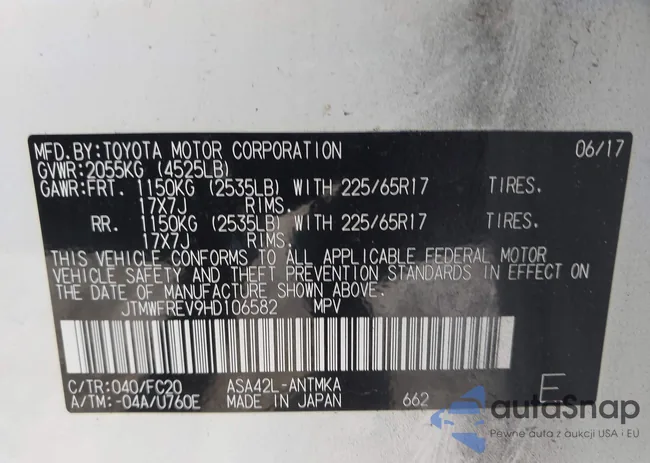 MFD.BY:TOYOTA MOTOR CORPORATION 06/17
GVWR:2055KG (4525LB)
GAWR:FRT. 1150KG (2535LB) WITH 225/65R17 TIRES.
17X7J RIMS.
RR. 1150KG (2535LB) WITH 225/65R17 TIRES.
17X7J RIMS.
THIS VEHICLE CONFORMS TO ALL APPLICABLE FEDERAL MOTOR
VEHICLE SAFETY AND THEFT PREVENTION STANDARDS IN EFFECT
ON THE DATE OF MANUFACTURE SHOWN ABOVE.
JTMWFREV9HD106582 MPV
C/TR:040/FC20 ASA42L-ANTMKA E
A/TM:-04A/U760E MADE IN JAPAN 662
autoSnap
Pewne auta z aukcji USA i EU